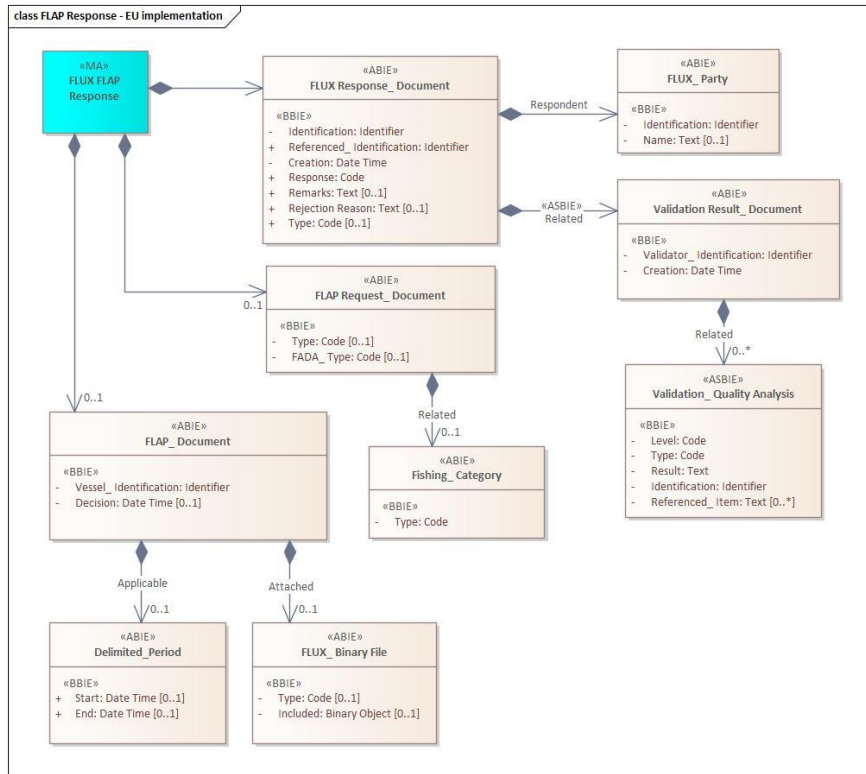 class FLAP Response - EU implementation
«MA»
FLUX FLAP
Response
«ABIE»
FLUX Response_ Document
«BBIE»
- Identification: Identifier
+ Referenced_ Identification: Identifier
- Creation: Date Time
+ Response: Code
+ Remarks: Text [0..1]
+ Rejection Reason: Text [0..1]
+ Type: Code [0..1]
Respondent
«ABIE»
FLUX_ Party
«BBIE»
- Identification: Identifier
- Name: Text [0..1]
«ASBIE»
Related
«ABIE»
Validation Result_ Document
«BBIE»
- Validator_ Identification: Identifier
- Creation: Date Time
0..1
«ABIE»
FLAP Request_ Document
«BBIE»
- Type: Code [0..1]
- FADA_ Type: Code [0..1]
Related
0..*
«ASBIE»
Validation_ Quality Analysis
«BBIE»
- Level: Code
- Type: Code
- Result: Text
- Identification: Identifier
- Referenced_ Item: Text [0..*]
0..1
«ABIE»
FLAP_ Document
«BBIE»
- Vessel_ Identification: Identifier
- Decision: Date Time [0..1]
Related
0..1
«ABIE»
Fishing_ Category
«BBIE»
- Type: Code
Applicable
0..1
«ABIE»
Delimited_Period
«BBIE»
+ Start: Date Time [0..1]
+ End: Date Time [0..1]
Attached
0..1
«ABIE»
FLUX_ Binary File
«BBIE»
- Type: Code [0..1]
- Included: Binary Object [0..1]